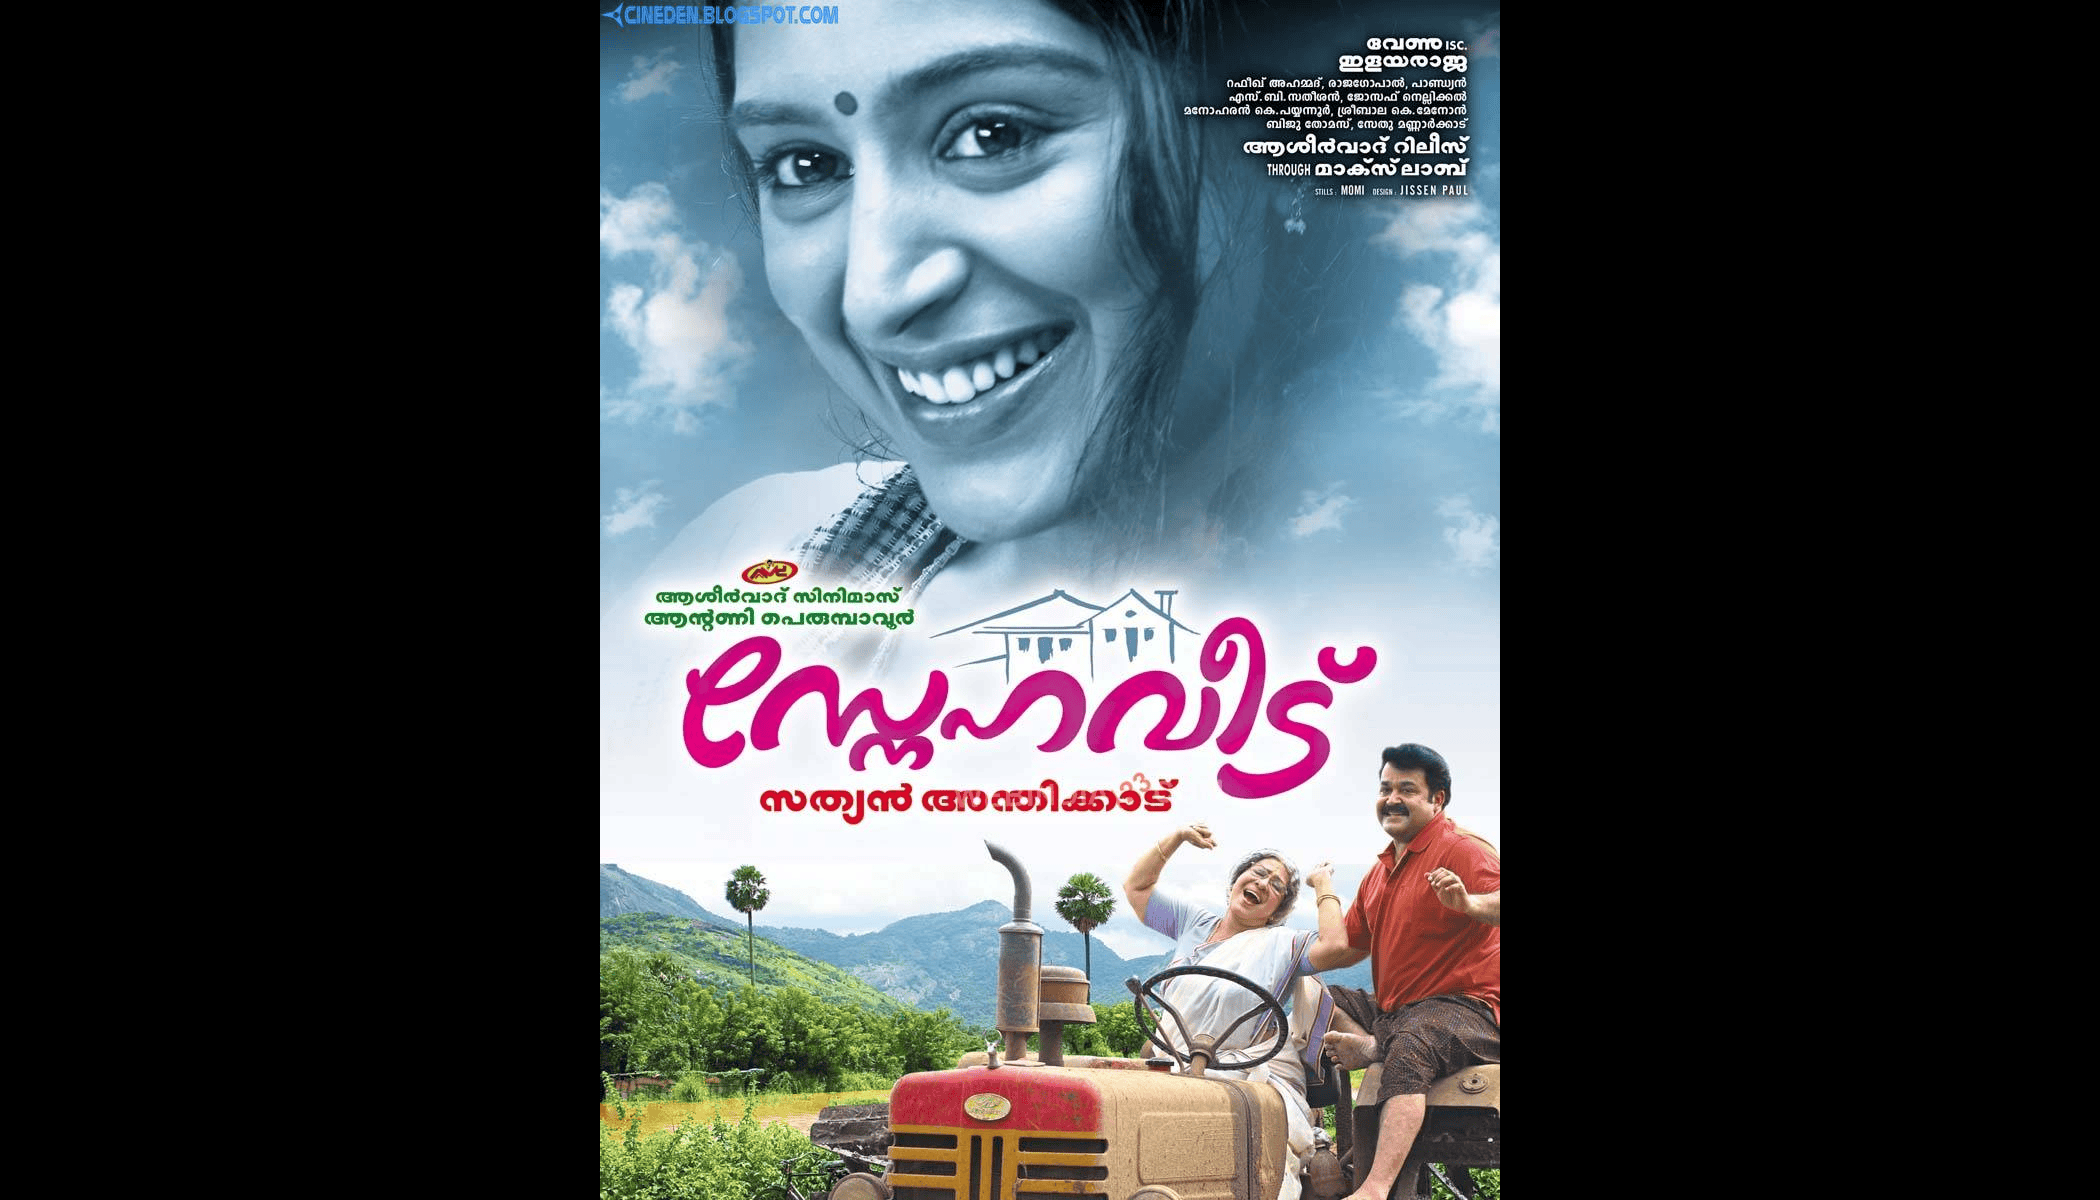 CINEDEN.BLOGSPOT.COM
വേണു ISC.
ഇളയരാജ
റഫീഖ് അഹമ്മദ്, രാജഗോപാൽ, പാണ്ഡ്യൻ
എസ്.ബി.സതീശൻ, ജോസഫ് നെല്ലിക്കൽ
മനോഹരൻ കെ.പയ്യന്നൂർ, ശ്രീബാല കെ.മേനോൻ
ബിജു തോമസ്, സേതു മണ്ണാർക്കാട്
ആശീർവാദ് റിലീസ്
THROUGH മാക്സ് ലാബ്
STILLS : MOMI DESIGN : JISSEN PAUL
ആശീർവാദ് സിനിമാസ്
ആന്റണി പെരുമ്പാവൂർ
സ്നേഹവീട്
സത്യൻ അന്തിക്കാട്